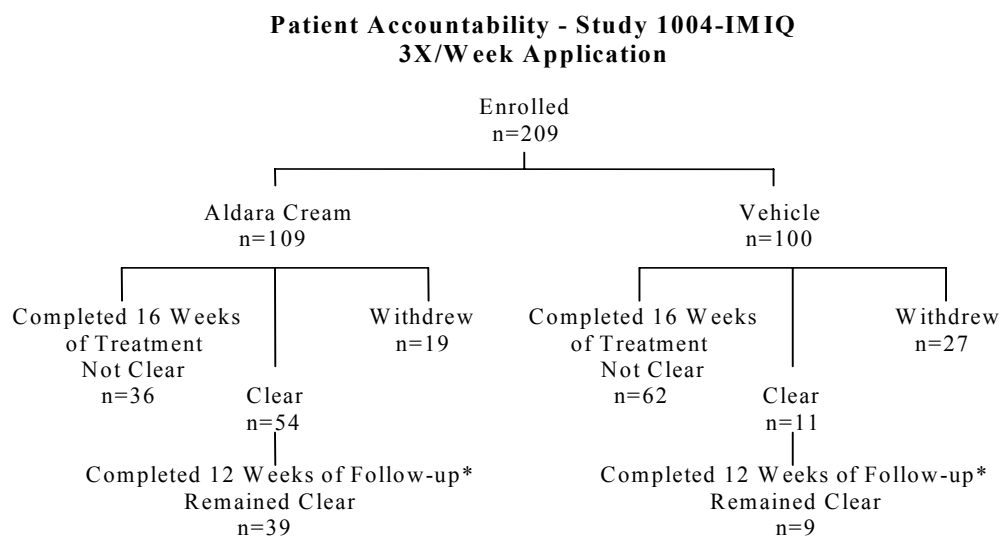 Patient Accountability - Study 1004-IMIQ
3X/Week Application
Enrolled
n=209
Aldara Cream
n=109
Vehicle
n=100
Completed 16 Weeks
of Treatment
Not Clear
n=36
Clear
n=54
Withdrew
n=19
Completed 12 Weeks of Follow-up*
Remained Clear
n=39
Completed 16 Weeks
of Treatment
Not Clear
n=62
Clear
n=11
Withdrew
n=27
Completed 12 Weeks of Follow-up*
Remained Clear
n=9